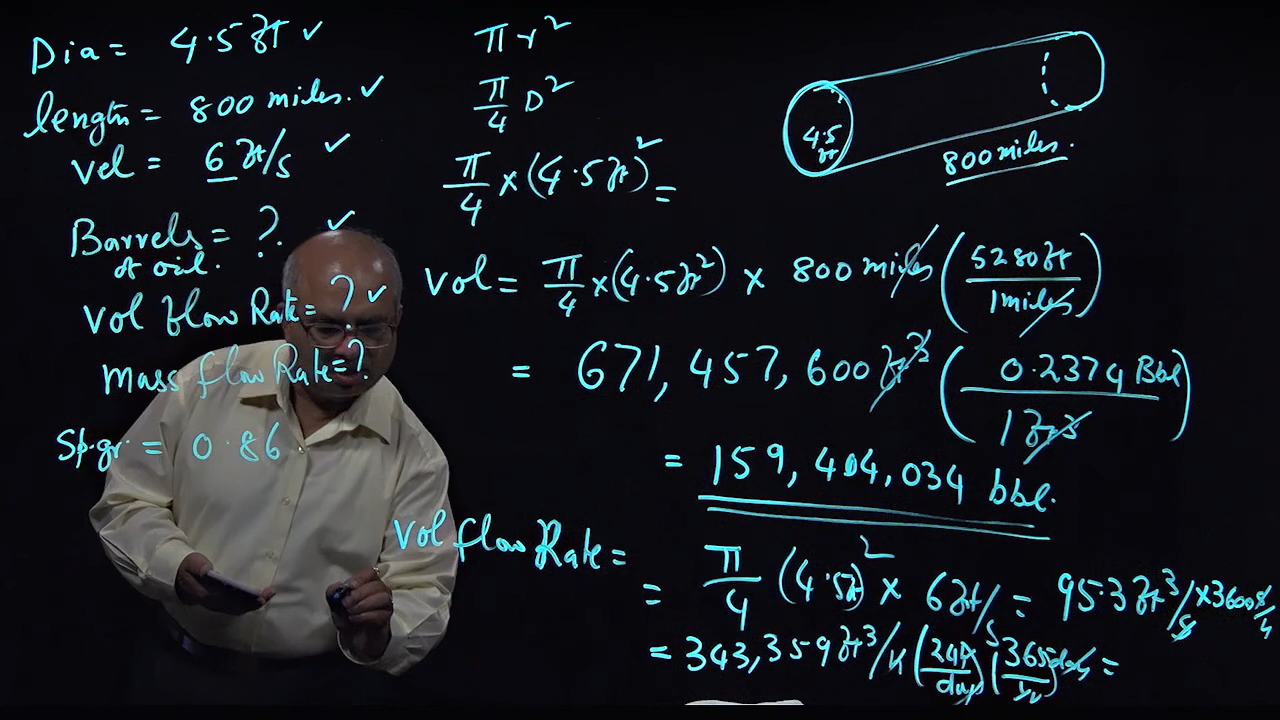 Dia = 4.5 ft ✓
length = 800 miles. ✓
vel = 6 ft/s ✓
Barrels = ? ✓
of oil.
Vol flow Rate = ? ✓
Mass flow Rate = ?
Sp.gr. = 0.86
π r²
π/4 D²
π/4 × (4.5 ft)² =
4.5 ft
800 miles.
Vol = π/4 × (4.5 ft²) × 800 miles (5280 ft / 1 miles)
= 671,457,600 ft³ (0.2374 Bbl / 1 ft³)
= 159,404,034 bbl.
Vol flow Rate =
= π/4 (4.5 ft)² × 6 ft/s = 95.3 ft³/s × 3600 s/h
= 343,359 ft³/h (24 h / day) (365 days / yr) =